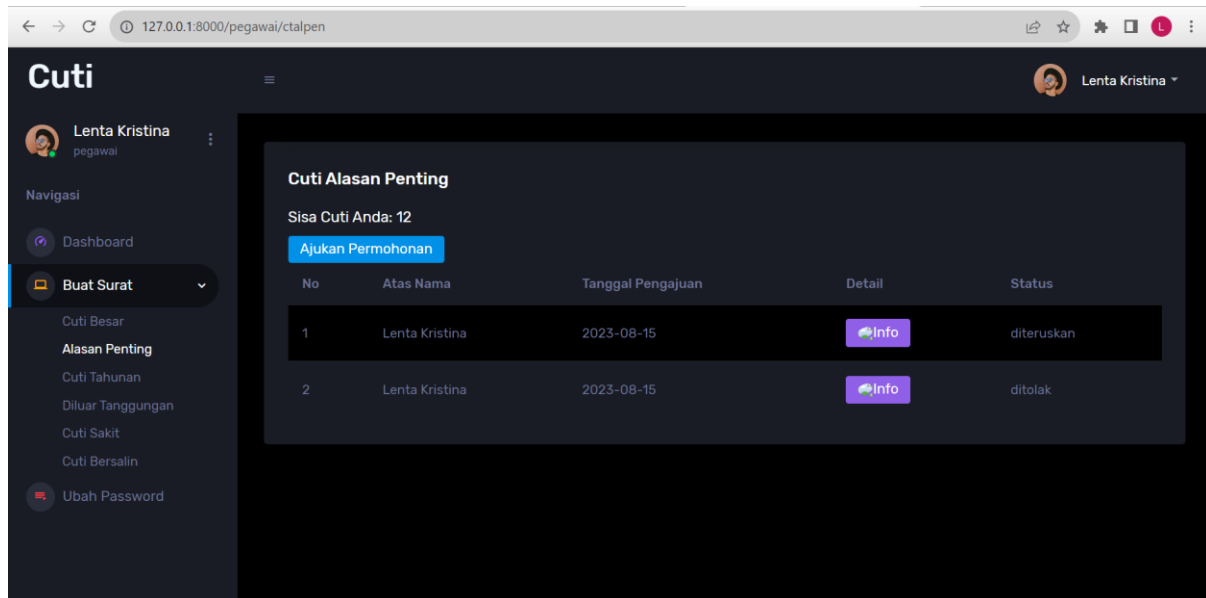 127.0.0.1:8000/pegawai/ctalpen
L
Cuti
Lenta Kristina
Lenta Kristina
pegawai
Navigasi
Dashboard
Buat Surat
Cuti Besar
Alasan Penting
Cuti Tahunan
Diluar Tanggungan
Cuti Sakit
Cuti Bersalin
Ubah Password
Cuti Alasan Penting
Sisa Cuti Anda: 12
Ajukan Permohonan
No Atas Nama Tanggal Pengajuan Detail Status
1 Lenta Kristina 2023-08-15 Info diteruskan
2 Lenta Kristina 2023-08-15 Info ditolak